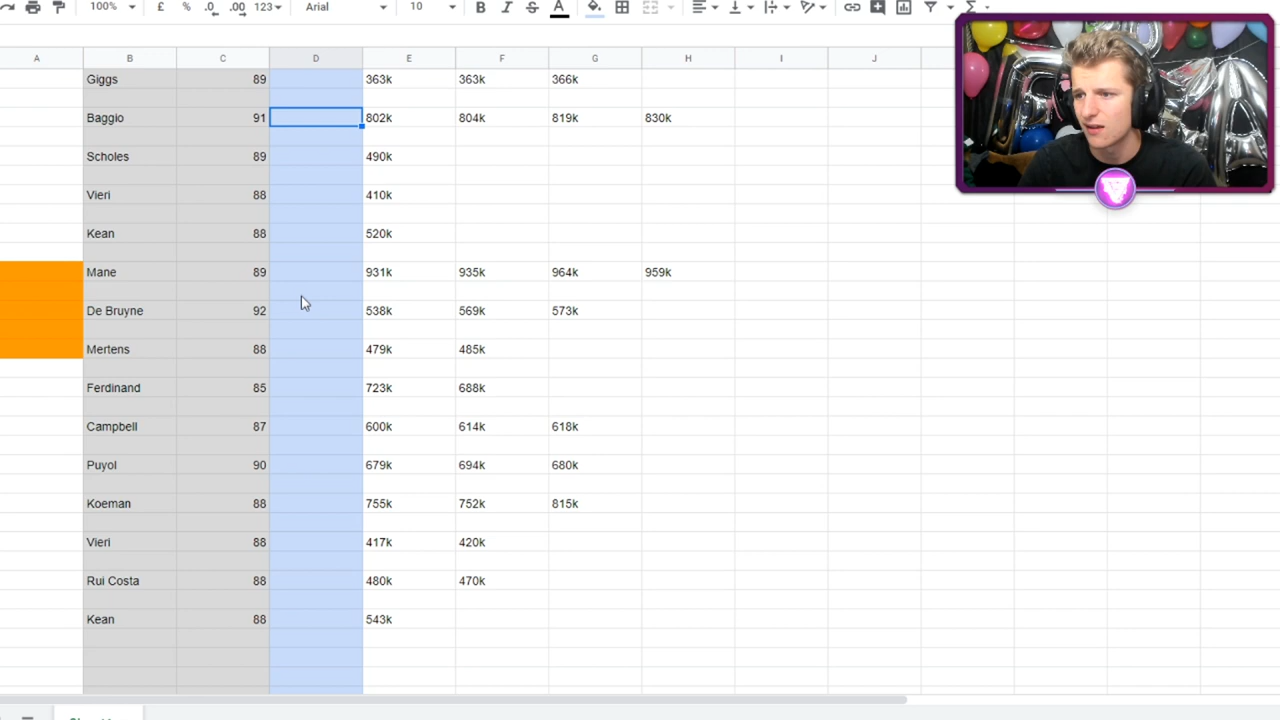 100% £ % .0 .00 123 Arial 10 B I S A Σ
A B C D E F G H I J
Giggs 89 363k 363k 366k
Baggio 91 802k 804k 819k 830k
Scholes 89 490k
Vieri 88 410k
Kean 88 520k
Mane 89 931k 935k 964k 959k
De Bruyne 92 538k 569k 573k
Mertens 88 479k 485k
Ferdinand 85 723k 688k
Campbell 87 600k 614k 618k
Puyol 90 679k 694k 680k
Koeman 88 755k 752k 815k
Vieri 88 417k 420k
Rui Costa 88 480k 470k
Kean 88 543k